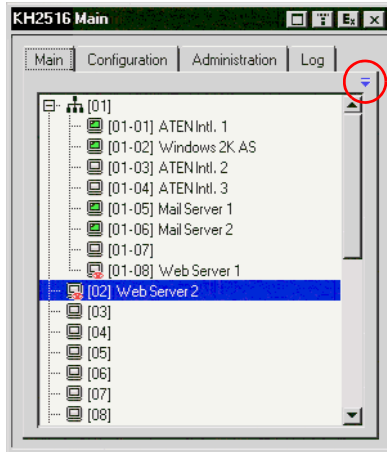 KH2516 Main
Main Configuration Administration Log
[01]
[01-01] ATEN Intl. 1
[01-02] Windows 2K AS
[01-03] ATEN Intl. 2
[01-04] ATEN Intl. 3
[01-05] Mail Server 1
[01-06] Mail Server 2
[01-07]
[01-08] Web Server 1
[02] Web Server 2
[03]
[04]
[05]
[06]
[07]
[08]